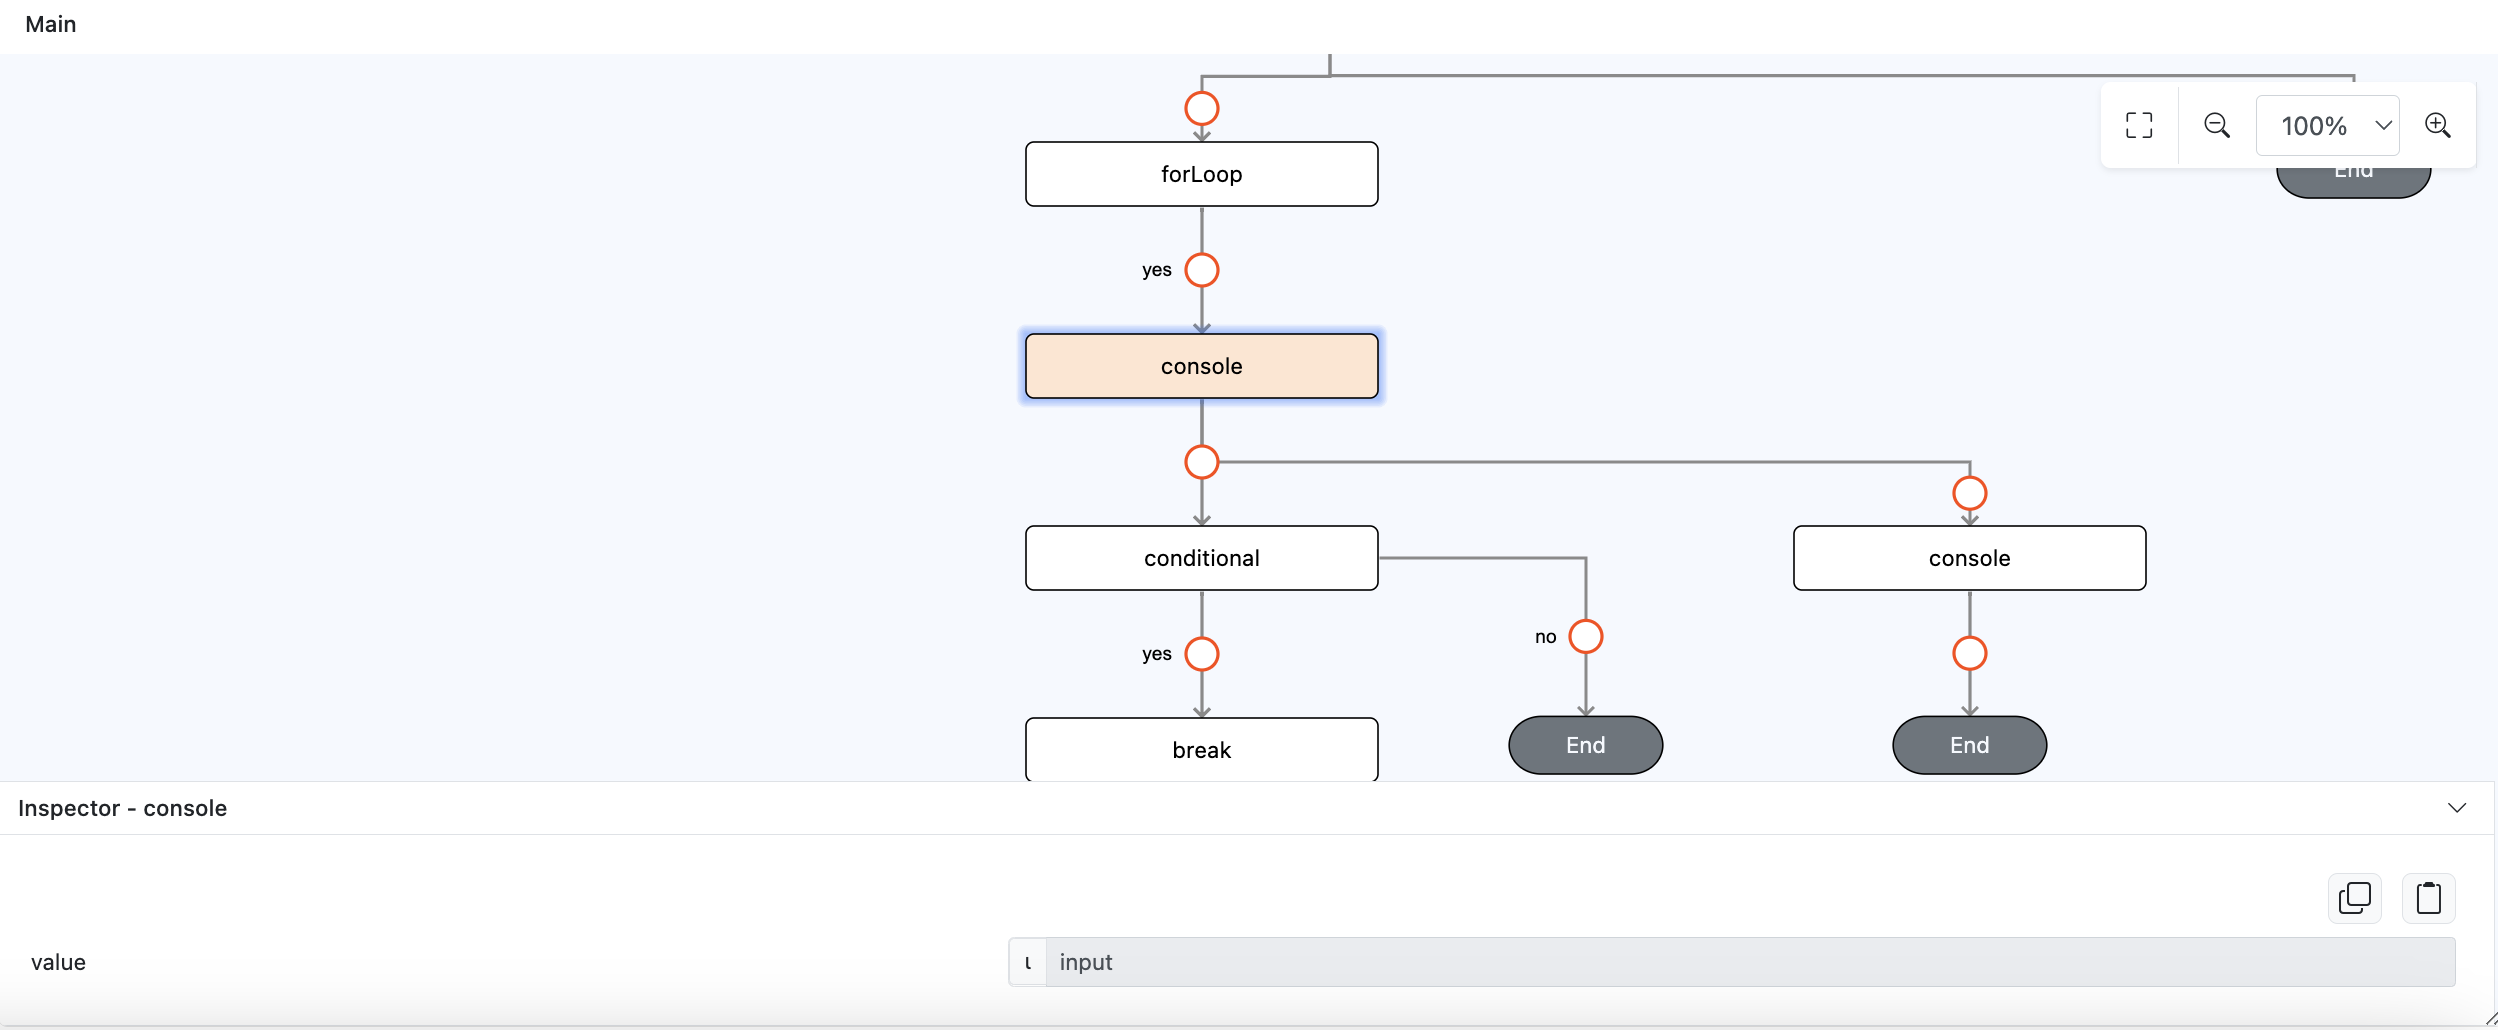 Main
100%
End
forLoop
yes
console
conditional
console
yes
no
break
End
End
Inspector - console
value
ɩ
input